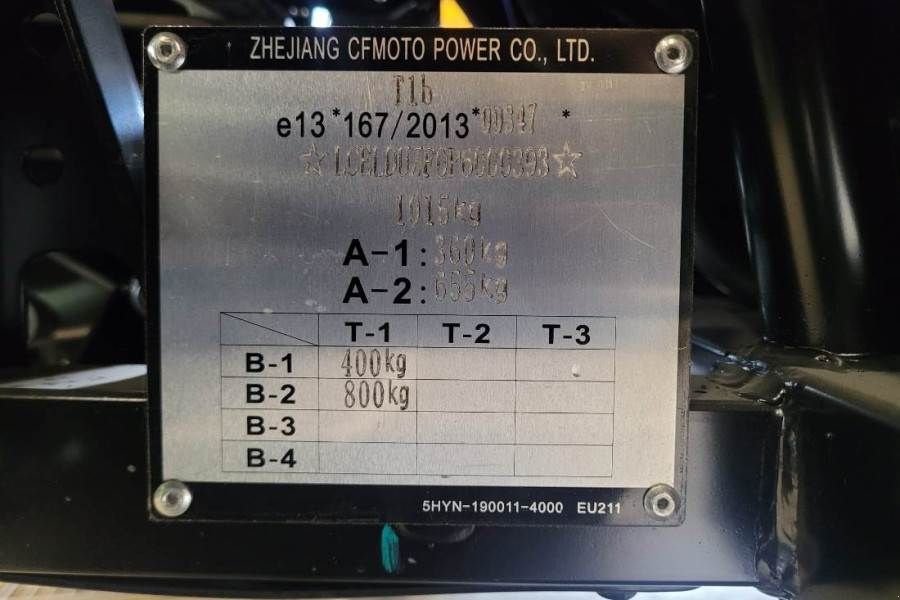 ZHEJIANG CFMOTO POWER CO., LTD.
T1b
e13*167/2013*00347 *
1015kg
A-1: 360kg
A-2: 655kg
T-1 T-2 T-3
B-1 400kg
B-2 800kg
B-3
B-4
5HYN-190011-4000 EU211